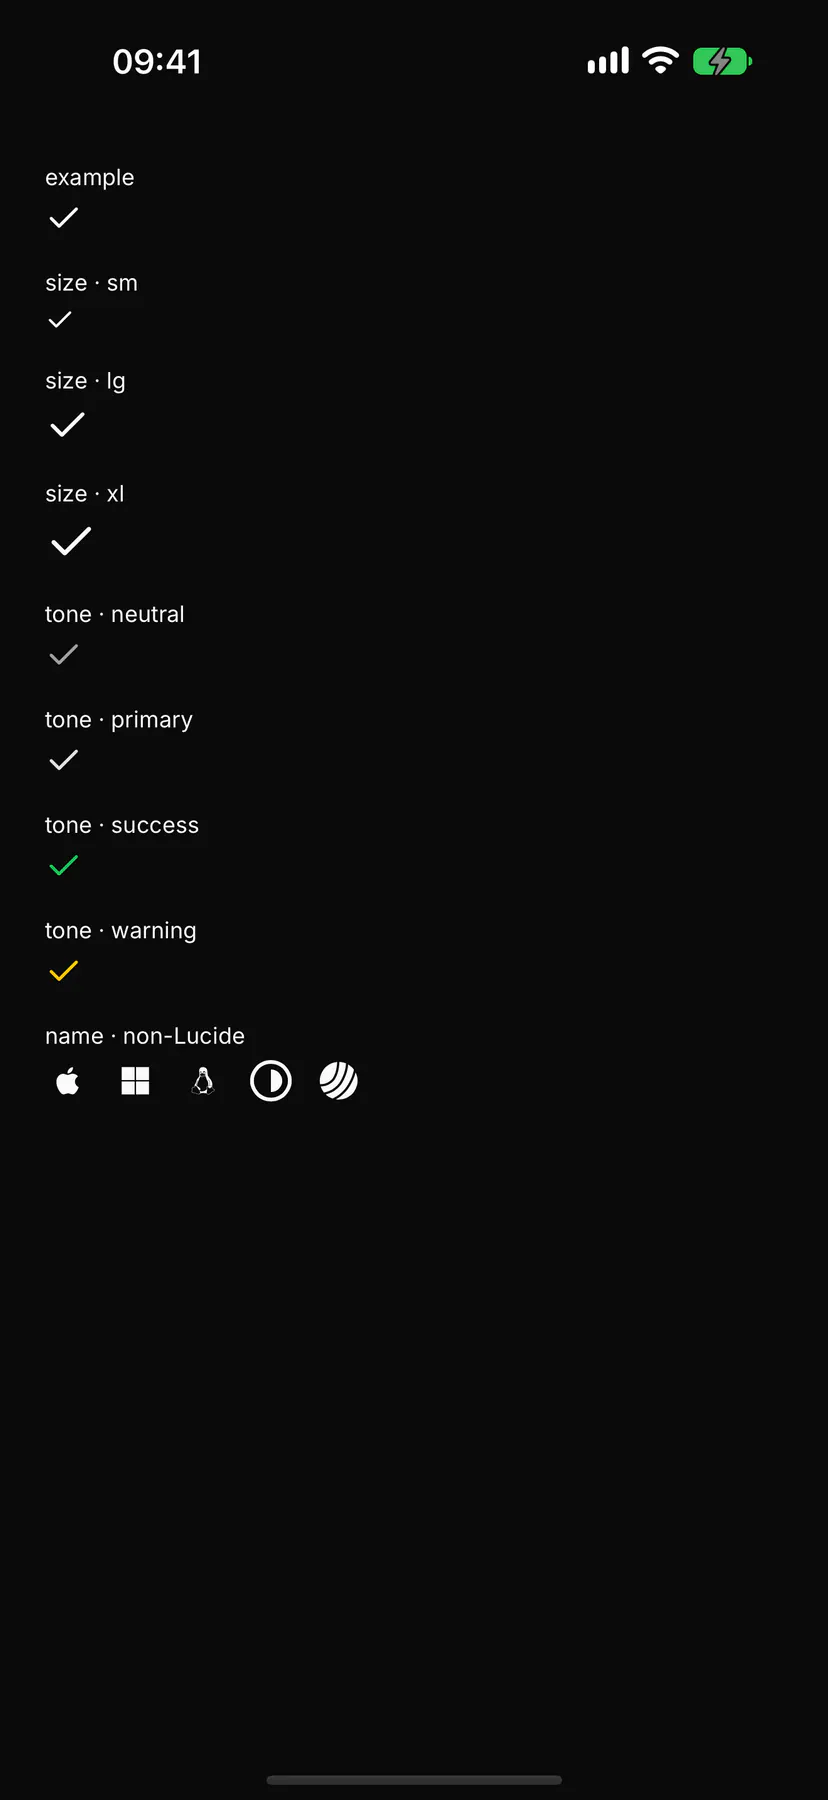 09:41
example
size · sm
size · lg
size · xl
tone · neutral
tone · primary
tone · success
tone · warning
name · non-Lucide